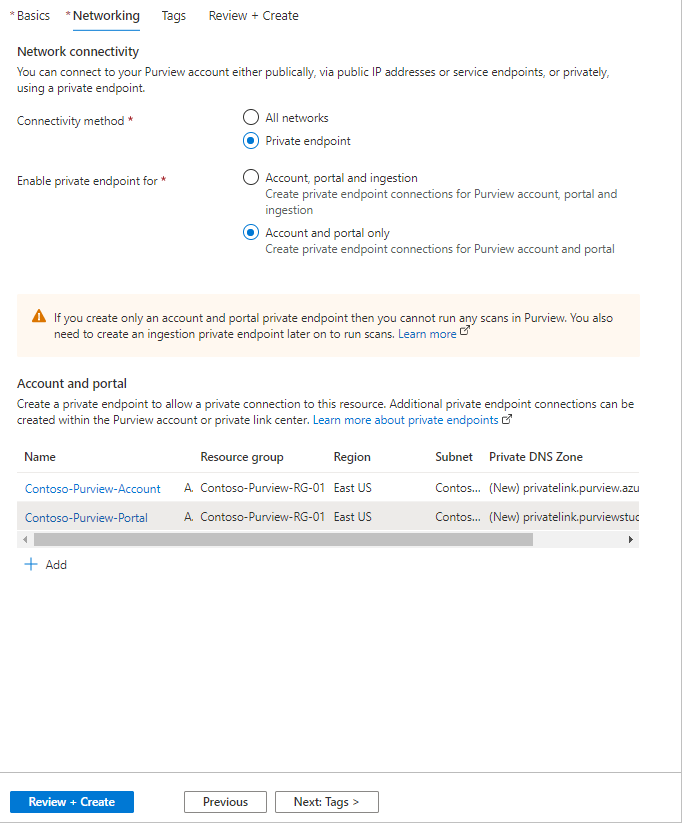 * Basics * Networking Tags Review + Create
Network connectivity
You can connect to your Purview account either publically, via public IP addresses or service endpoints, or privately,
using a private endpoint.
Connectivity method *
All networks
Private endpoint
Enable private endpoint for *
Account, portal and ingestion
Create private endpoint connections for Purview account, portal and
ingestion
Account and portal only
Create private endpoint connections for Purview account and portal
If you create only an account and portal private endpoint then you cannot run any scans in Purview. You also
need to create an ingestion private endpoint later on to run scans. Learn more
Account and portal
Create a private endpoint to allow a private connection to this resource. Additional private endpoint connections can be
created within the Purview account or private link center. Learn more about private endpoints
Name Resource group Region Subnet Private DNS Zone
Contoso-Purview-Account A. Contoso-Purview-RG-01 East US Contos... (New) privatelink.purview.azu
Contoso-Purview-Portal A. Contoso-Purview-RG-01 East US Contos... (New) privatelink.purviewstuc
+ Add
Review + Create Previous Next: Tags >